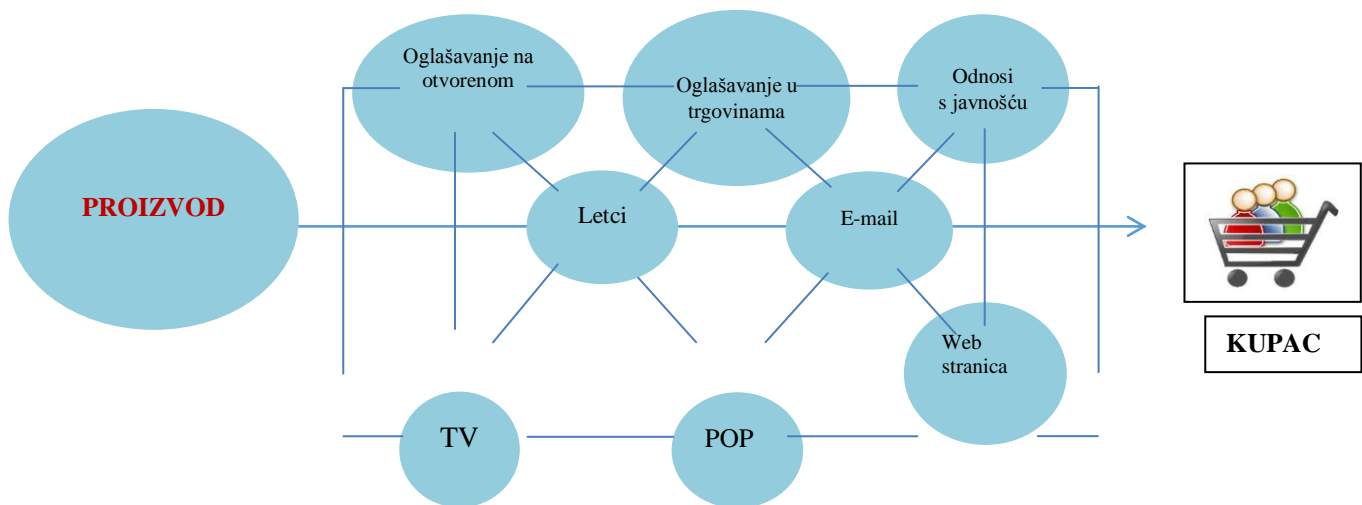 Oglašavanje na
otvorenom
Oglašavanje u
trgovinama
Odnosi
s javnošću
PROIZVOD
Letci
E-mail
Web
stranica
KUPAC
TV
POP